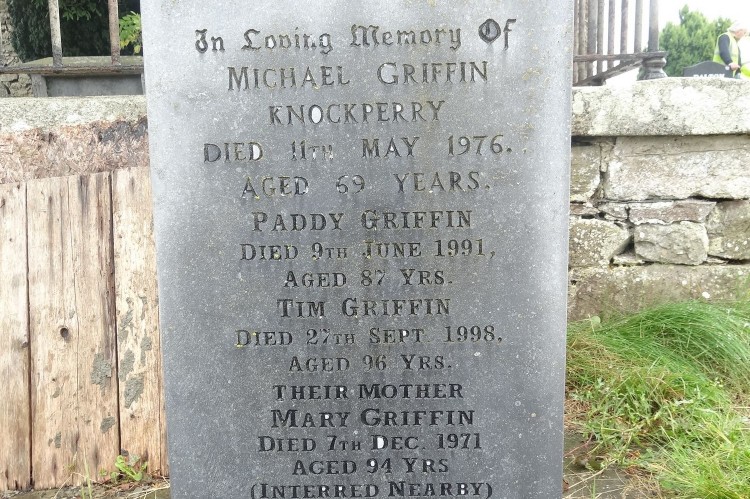 In Loving Memory Of
MICHAEL GRIFFIN
KNOCKPERRY
DIED 11TH MAY 1976.
AGED 69 YEARS.
PADDY GRIFFIN
DIED 9TH JUNE 1991,
AGED 87 YRS.
TIM GRIFFIN
DIED 27TH SEPT 1998.
AGED 96 YRS.
THEIR MOTHER
MARY GRIFFIN
DIED 7TH DEC. 1971
AGED 94 YRS
(INTERRED NEARBY)